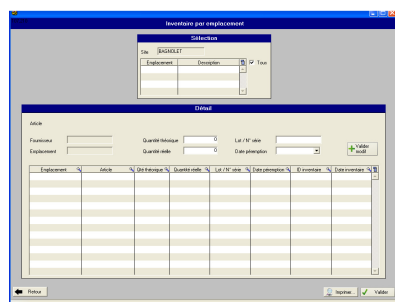 Inventaire par emplacement
Sélection
Site BAGNOLET
Emplacement Description Tous
Détail
Article
Fournisseur Quantité théorique 0 Lot / N° série
Emplacement Quantité réelle 0 Date péremption Valider modif
Emplacement Article Qté théorique Quantité réelle Lot / N° série Date péremption ID inventaire Date inventaire
Retour Imprimer... Valider